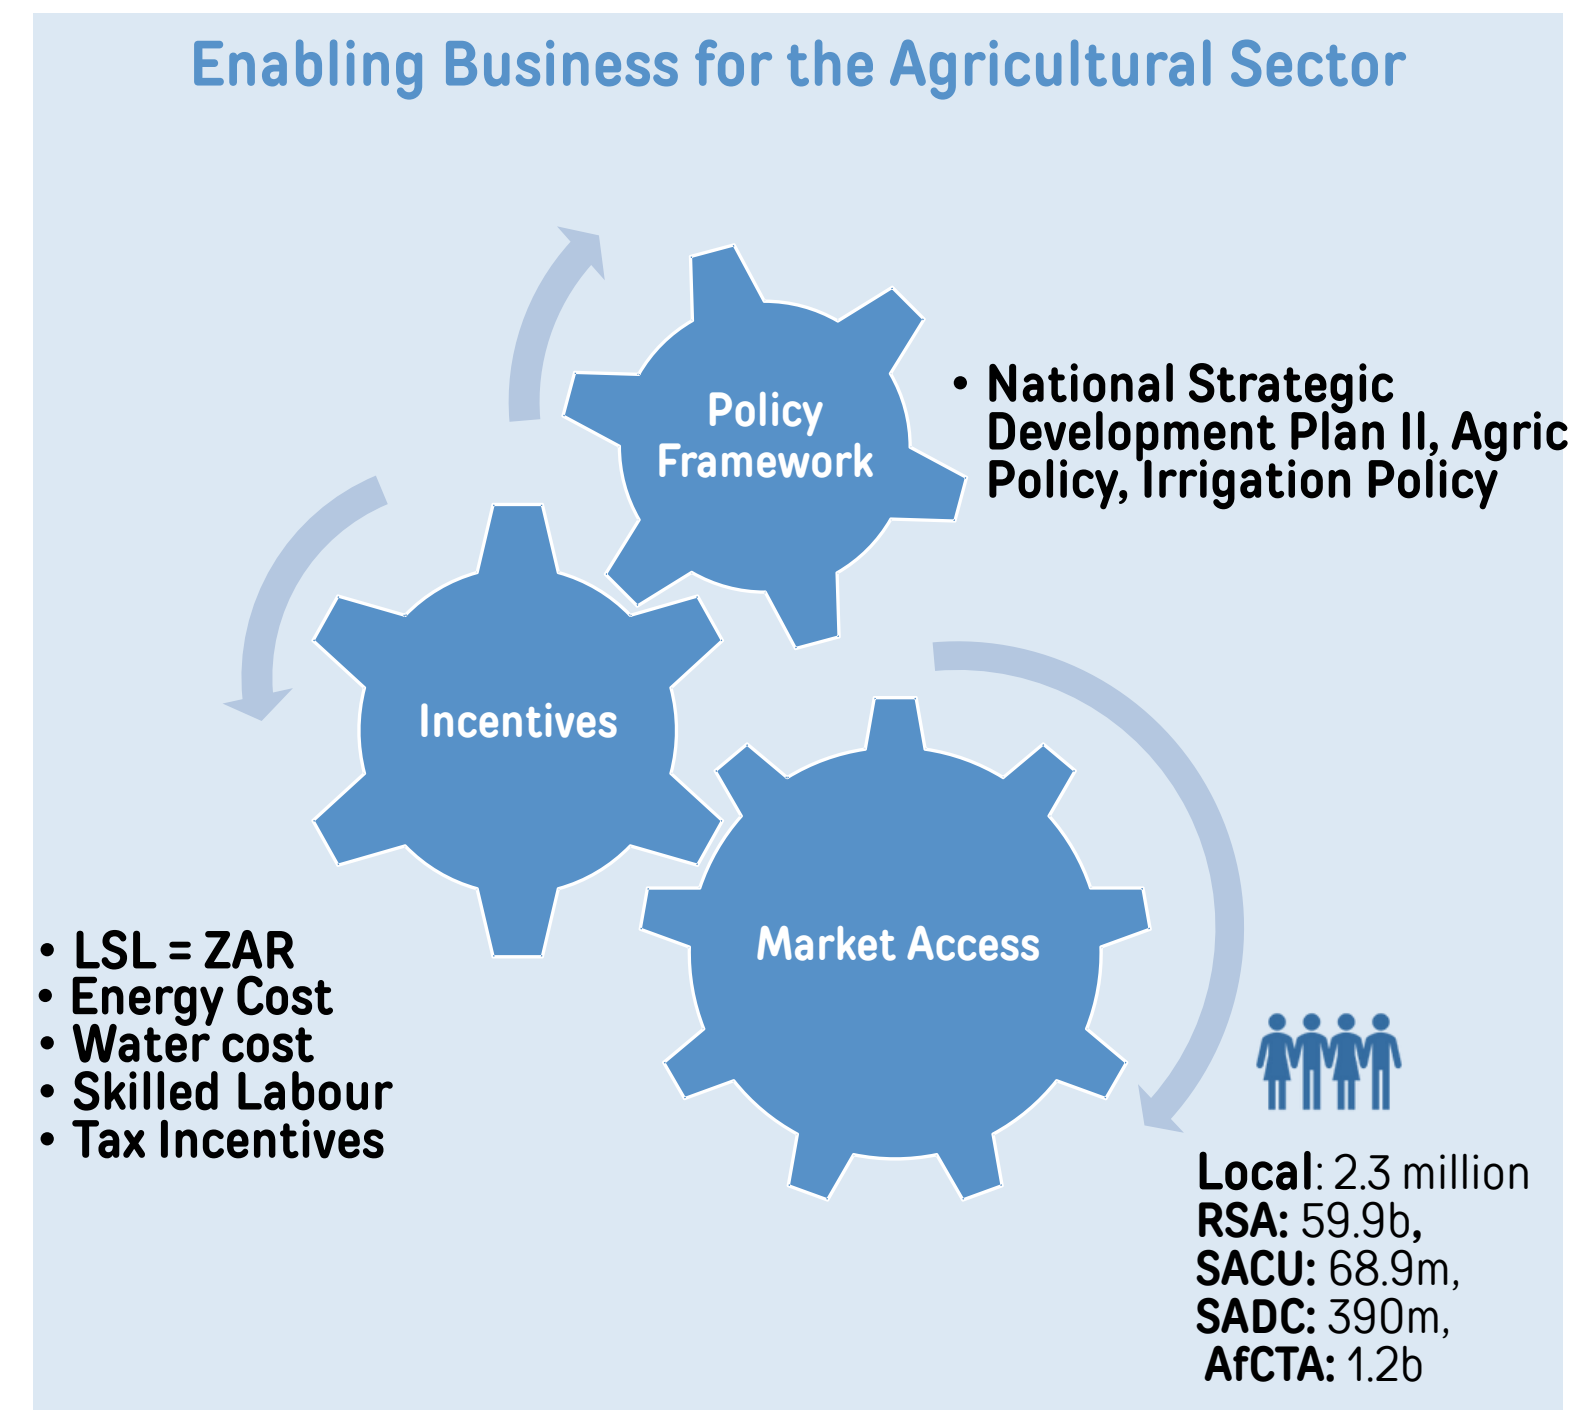 Enabling Business for the Agricultural Sector
Policy
Framework
• National Strategic
Development Plan II, Agric
Policy, Irrigation Policy
Incentives
Market Access
• LSL = ZAR
• Energy Cost
• Water cost
• Skilled Labour
• Tax Incentives
Local: 2.3 million
RSA: 59.9b,
SACU: 68.9m,
SADC: 390m,
AfCTA: 1.2b